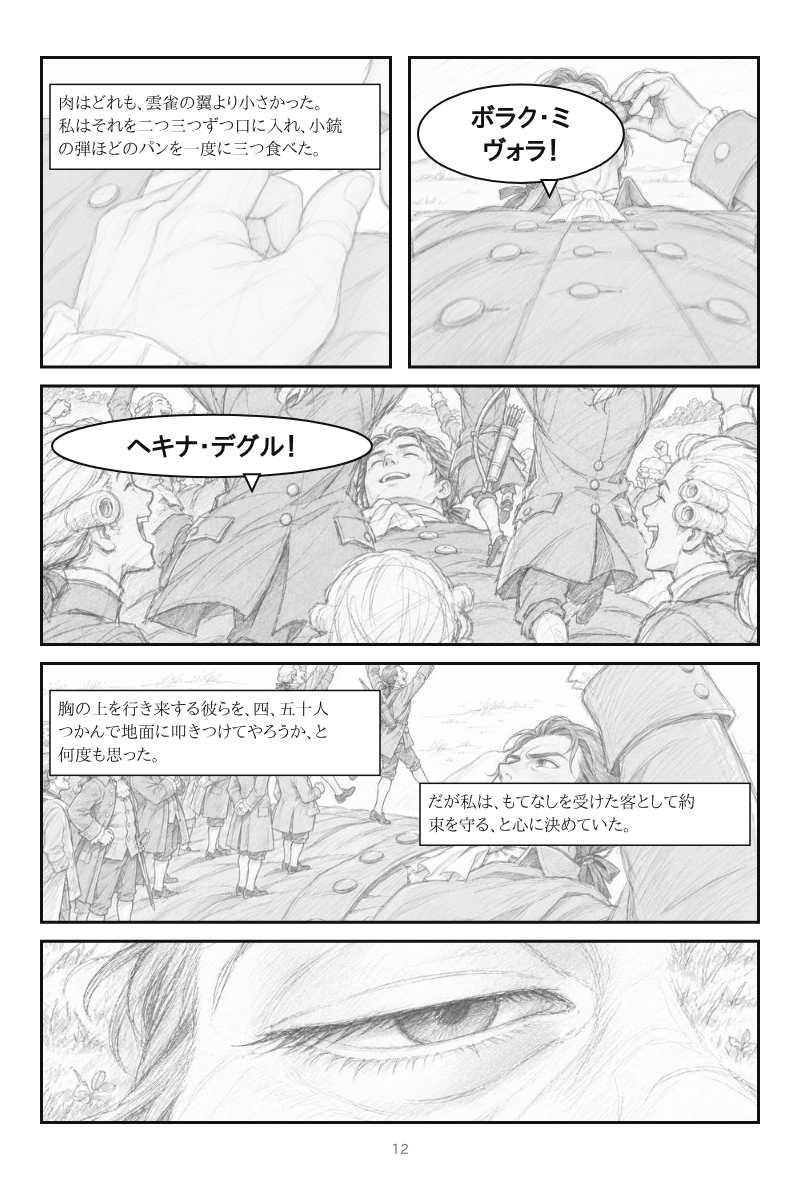 肉はどれも、雲雀の翼より小さかった。
私はそれを二つ三つずつ口に入れ、小銃
の弾ほどのパンを一度に三つ食べた。
ボラク・ミ
ヴォラ！
ヘキナ・デグル！
胸の上を行き来する彼らを、四、五十人
つかんで地面に叩きつけてやろうか、と
何度も思った。
だが私は、もてなしを受けた客として約
束を守る、と心に決めていた。
12